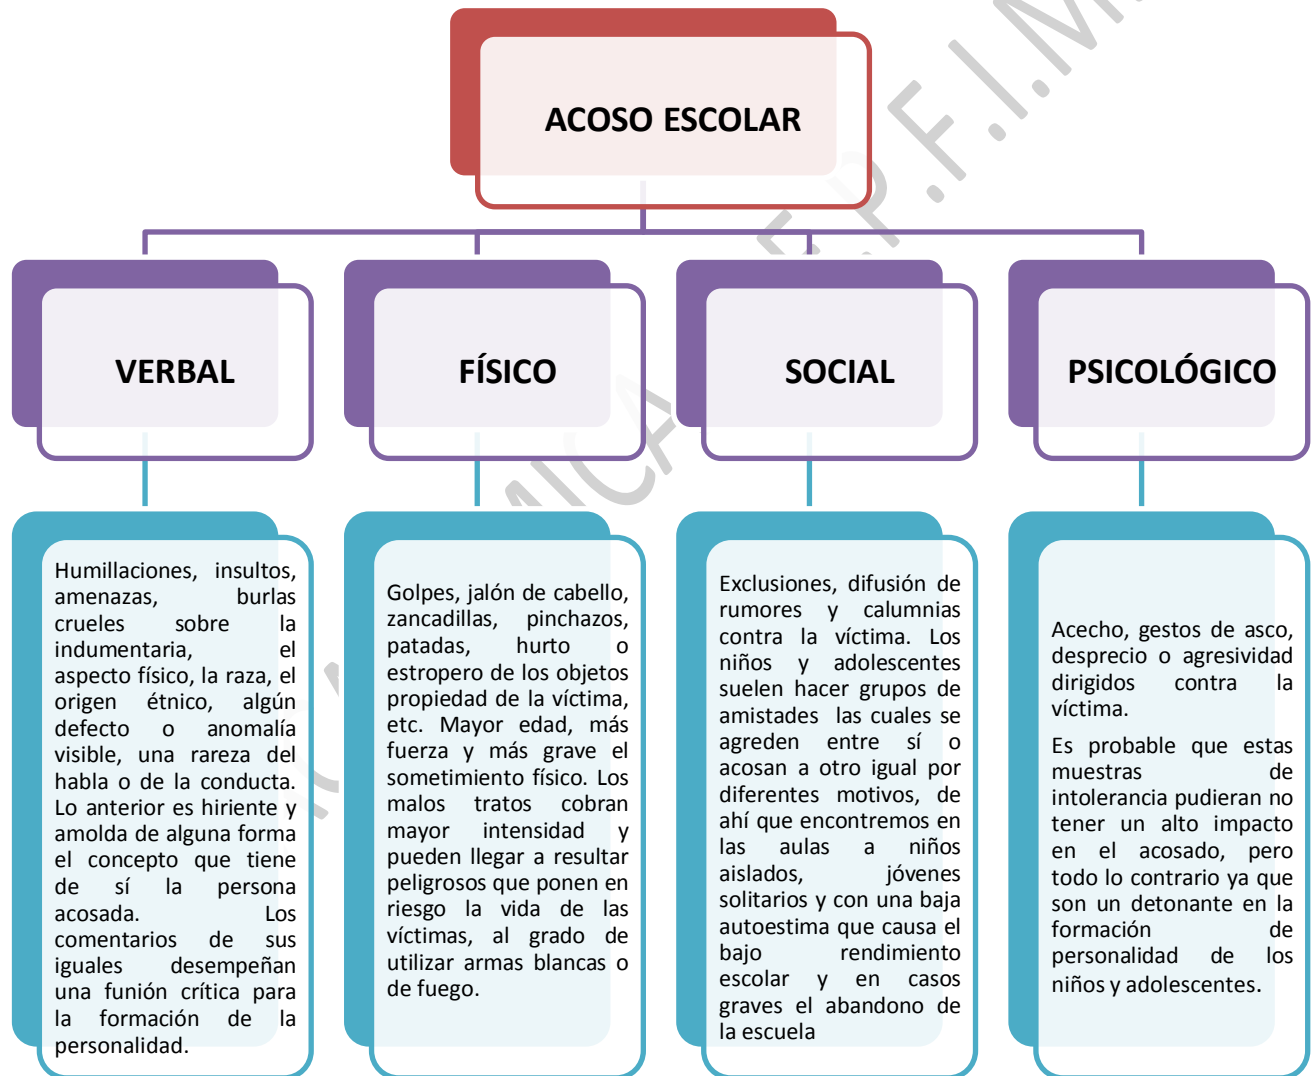 ACOSO ESCOLAR
VERBAL
FÍSICO
SOCIAL
PSICOLÓGICO
Humillaciones, insultos,
amenazas, burlas
crueles sobre la
indumentaria, el
aspecto físico, la raza, el
origen étnico, algún
defecto o anomalía
visible, una rareza del
habla o de la conducta.
Lo anterior es hiriente y
amolda de alguna forma
el concepto que tiene
de sí la persona
acosada. Los
comentarios de sus
iguales desempeñan
una funión crítica para
la formación de la
personalidad.
Golpes, jalón de cabello,
zancadillas, pinchazos,
patadas, hurto o
estropero de los objetos
propiedad de la víctima,
etc. Mayor edad, más
fuerza y más grave el
sometimiento físico. Los
malos tratos cobran
mayor intensidad y
pueden llegar a resultar
peligrosos que ponen en
riesgo la vida de las
víctimas, al grado de
utilizar armas blancas o
de fuego.
Exclusiones, difusión de
rumores y calumnias
contra la víctima. Los
niños y adolescentes
suelen hacer grupos de
amistades las cuales se
agreden entre sí o
acosan a otro igual por
diferentes motivos, de
ahí que encontremos en
las aulas a niños
aislados, jóvenes
solitarios y con una baja
autoestima que causa el
bajo rendimiento
escolar y en casos
graves el abandono de
la escuela
Acecho, gestos de asco,
desprecio o agresividad
dirigidos contra la
víctima.
Es probable que estas
muestras de
intolerancia pudieran no
tener un alto impacto
en el acosado, pero
todo lo contrario ya que
son un detonante en la
formación de
personalidad de los
niños y adolescentes.